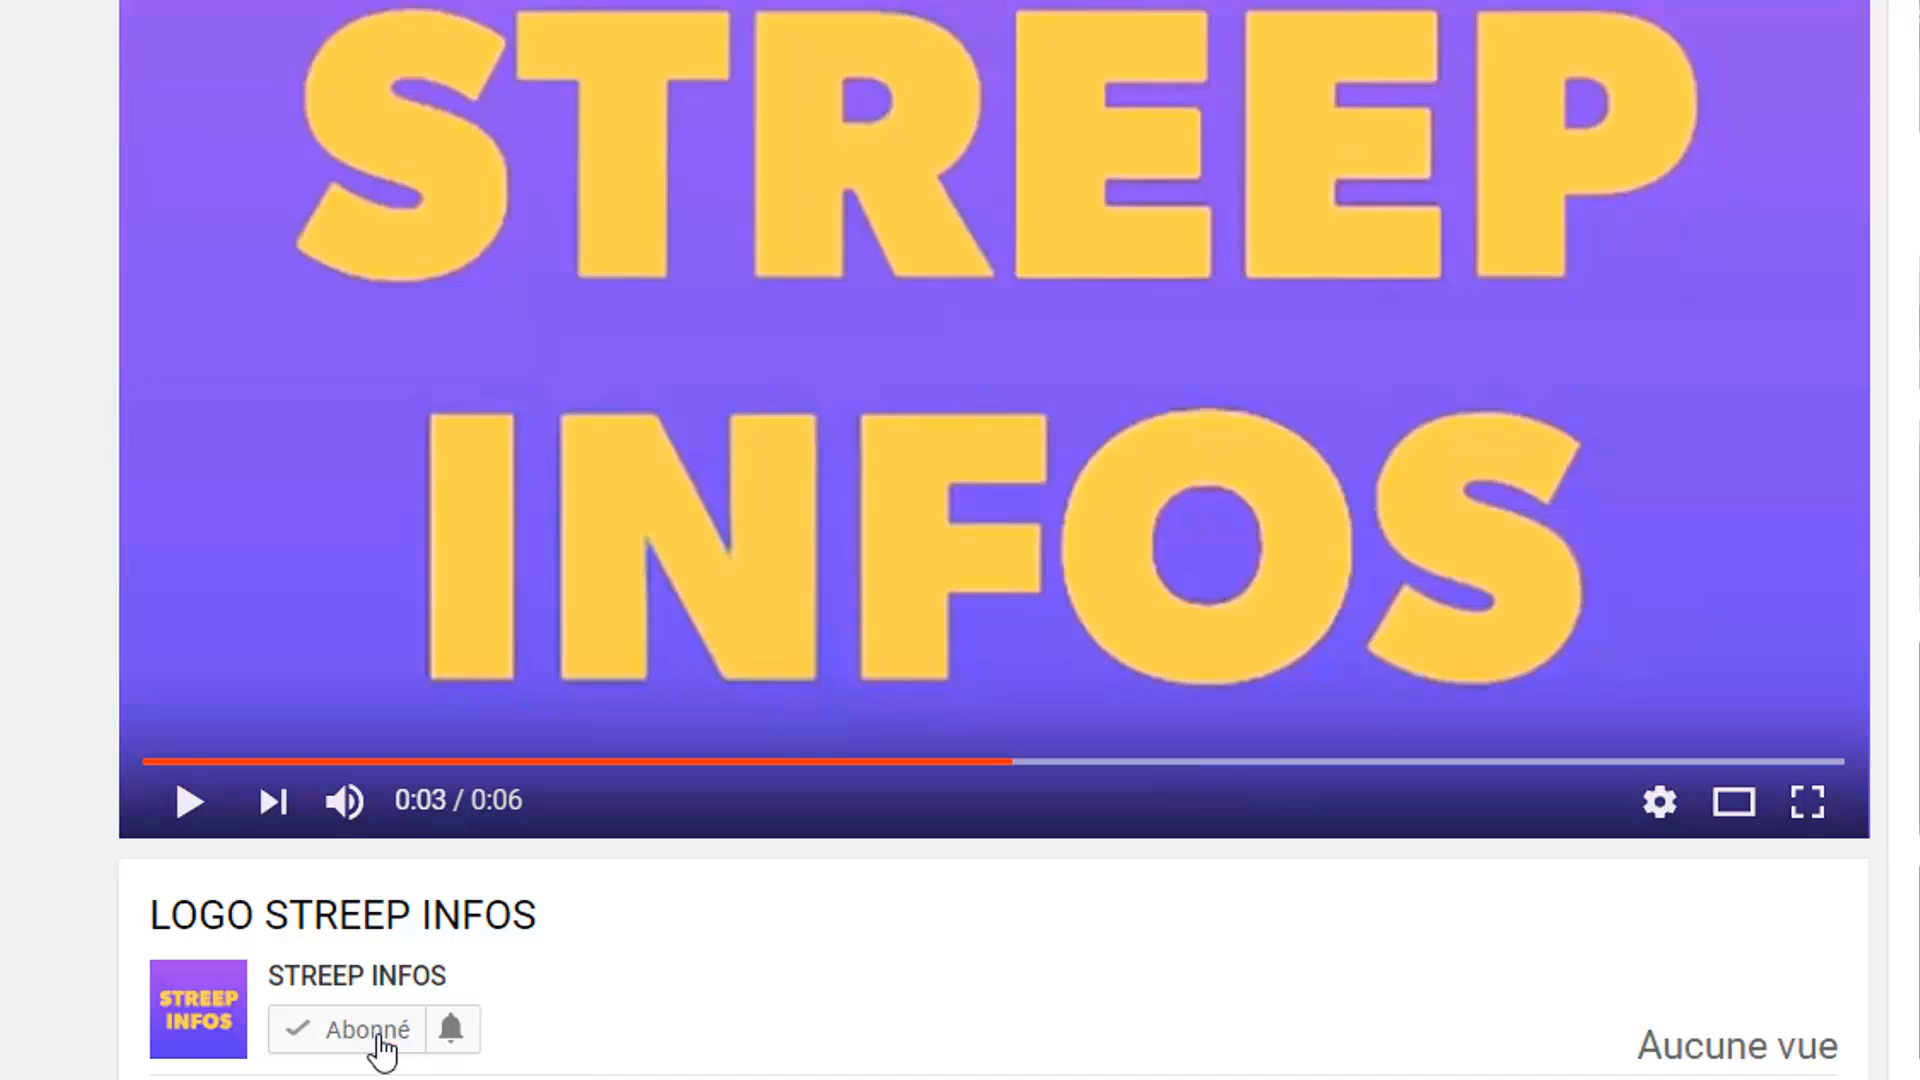 STREEP
INFOS
0:03 / 0:06
LOGO STREEP INFOS
STREEP
INFOS
STREEP INFOS
Abonné
Aucune vue